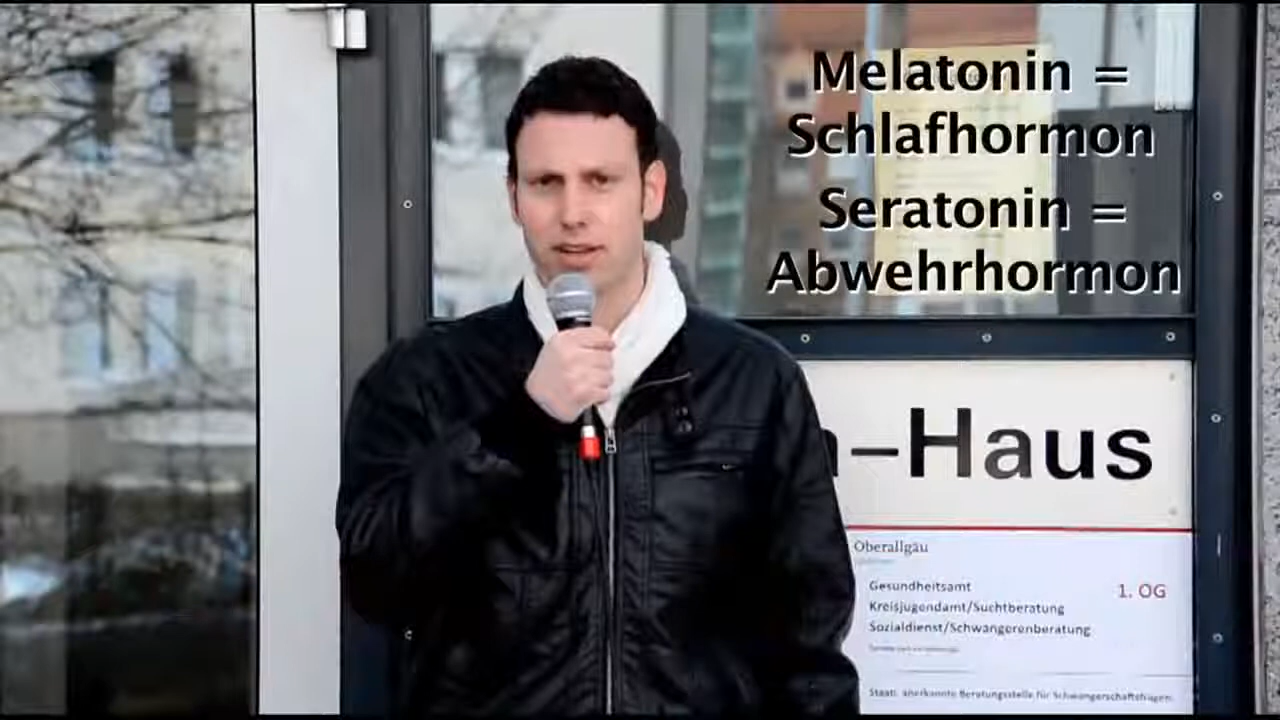 Melatonin =
Schlafhormon
Seratonin =
Abwehrhormon
-Haus
Oberallgäu
Gesundheitsamt
1. OG
Kreisjugendamt/Suchtberatung
Sozialdienst/Schwangerenberatung
Staatl. anerkannte Beratungsstelle für Schwangerschaftsfragen